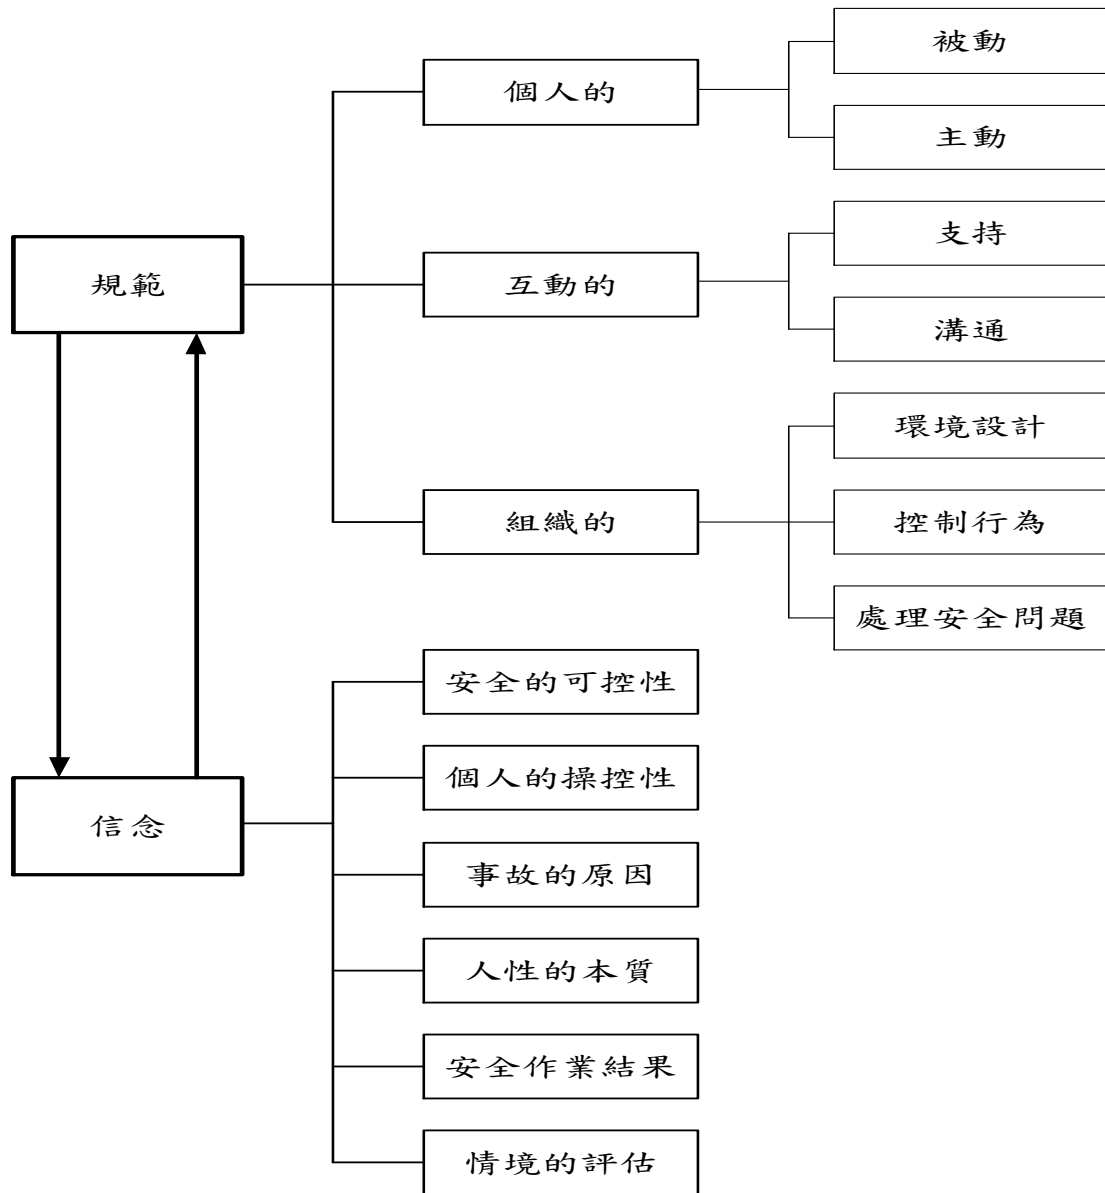 規範
個人的
被動
主動
互動的
支持
溝通
組織的
環境設計
控制行為
處理安全問題
信念
安全的可控性
個人的操控性
事故的原因
人性的本質
安全作業結果
情境的評估